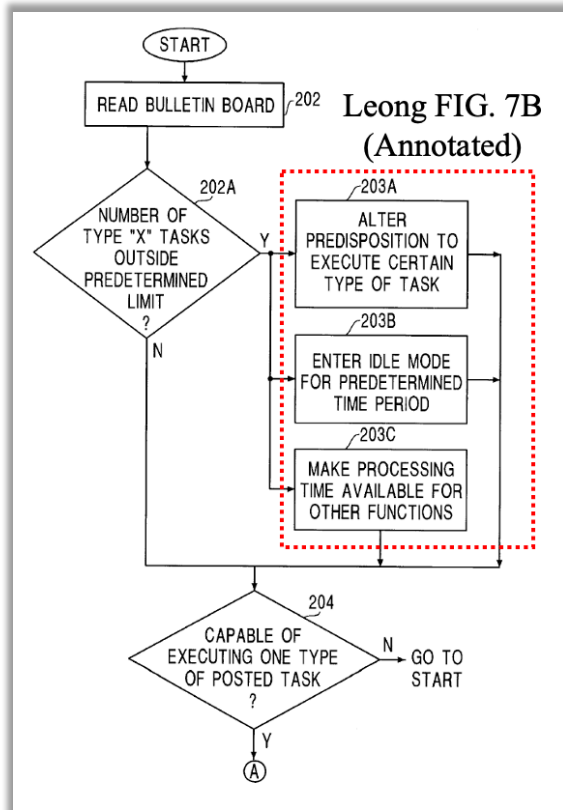 START
READ BULLETIN BOARD
202
Leong FIG. 7B
(Annotated)
202A
NUMBER OF
TYPE "X" TASKS
OUTSIDE
PREDETERMINED
LIMIT
?
Y
N
203A
ALTER
PREDISPOSITION TO
EXECUTE CERTAIN
TYPE OF TASK
203B
ENTER IDLE MODE
FOR PREDETERMINED
TIME PERIOD
203C
MAKE PROCESSING
TIME AVAILABLE FOR
OTHER FUNCTIONS
204
CAPABLE OF
EXECUTING ONE TYPE
OF POSTED TASK
?
N
GO TO
START
Y
A